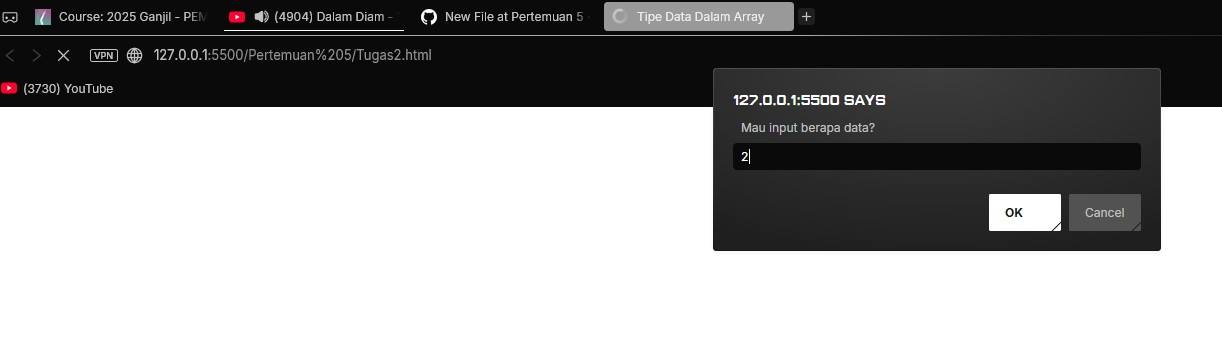 Course: 2025 Ganjil - PEM
(4904) Dalam Diam -
New File at Pertemuan 5
Tipe Data Dalam Array
VPN
127.0.0.1:5500/Pertemuan%205/Tugas2.html
(3730) YouTube
127.0.0.1:5500 SAYS
Mau input berapa data?
2
OK
Cancel